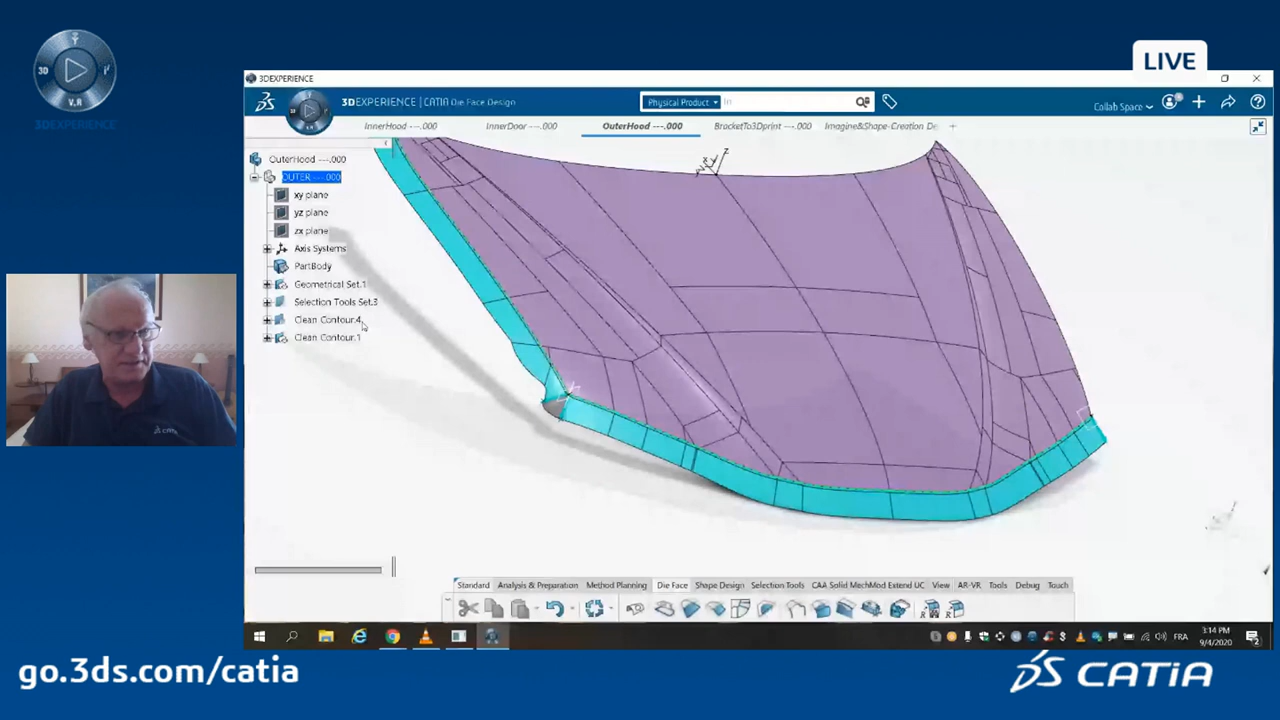 LIVE
3DEXPERIENCE
3DEXPERIENCE
3DEXPERIENCE | CATIA Die Face Design
Physical Product
Collab Space
InnerHood ---.000
InnerDoor ---.000
OuterHood ---.000
BracketTo3Dprint ---.000
Imagine&Shape-Creation De
OuterHood ---.000
OUTER ---.000
xy plane
yz plane
zx plane
Axis Systems
PartBody
Geometrical Set.1
Selection Tools Set.3
Clean Contour.4
Clean Contour.1
z
Standard
Analysis & Preparation
Method Planning
Die Face
Shape Design
Selection Tools
CAA Solid MechMod Extend UC
View
AR-VR
Tools
Debug
Touch
FRA
3:14 PM
9/4/2020
go.3ds.com/catia
CATIA
3D
V,R
CATIA